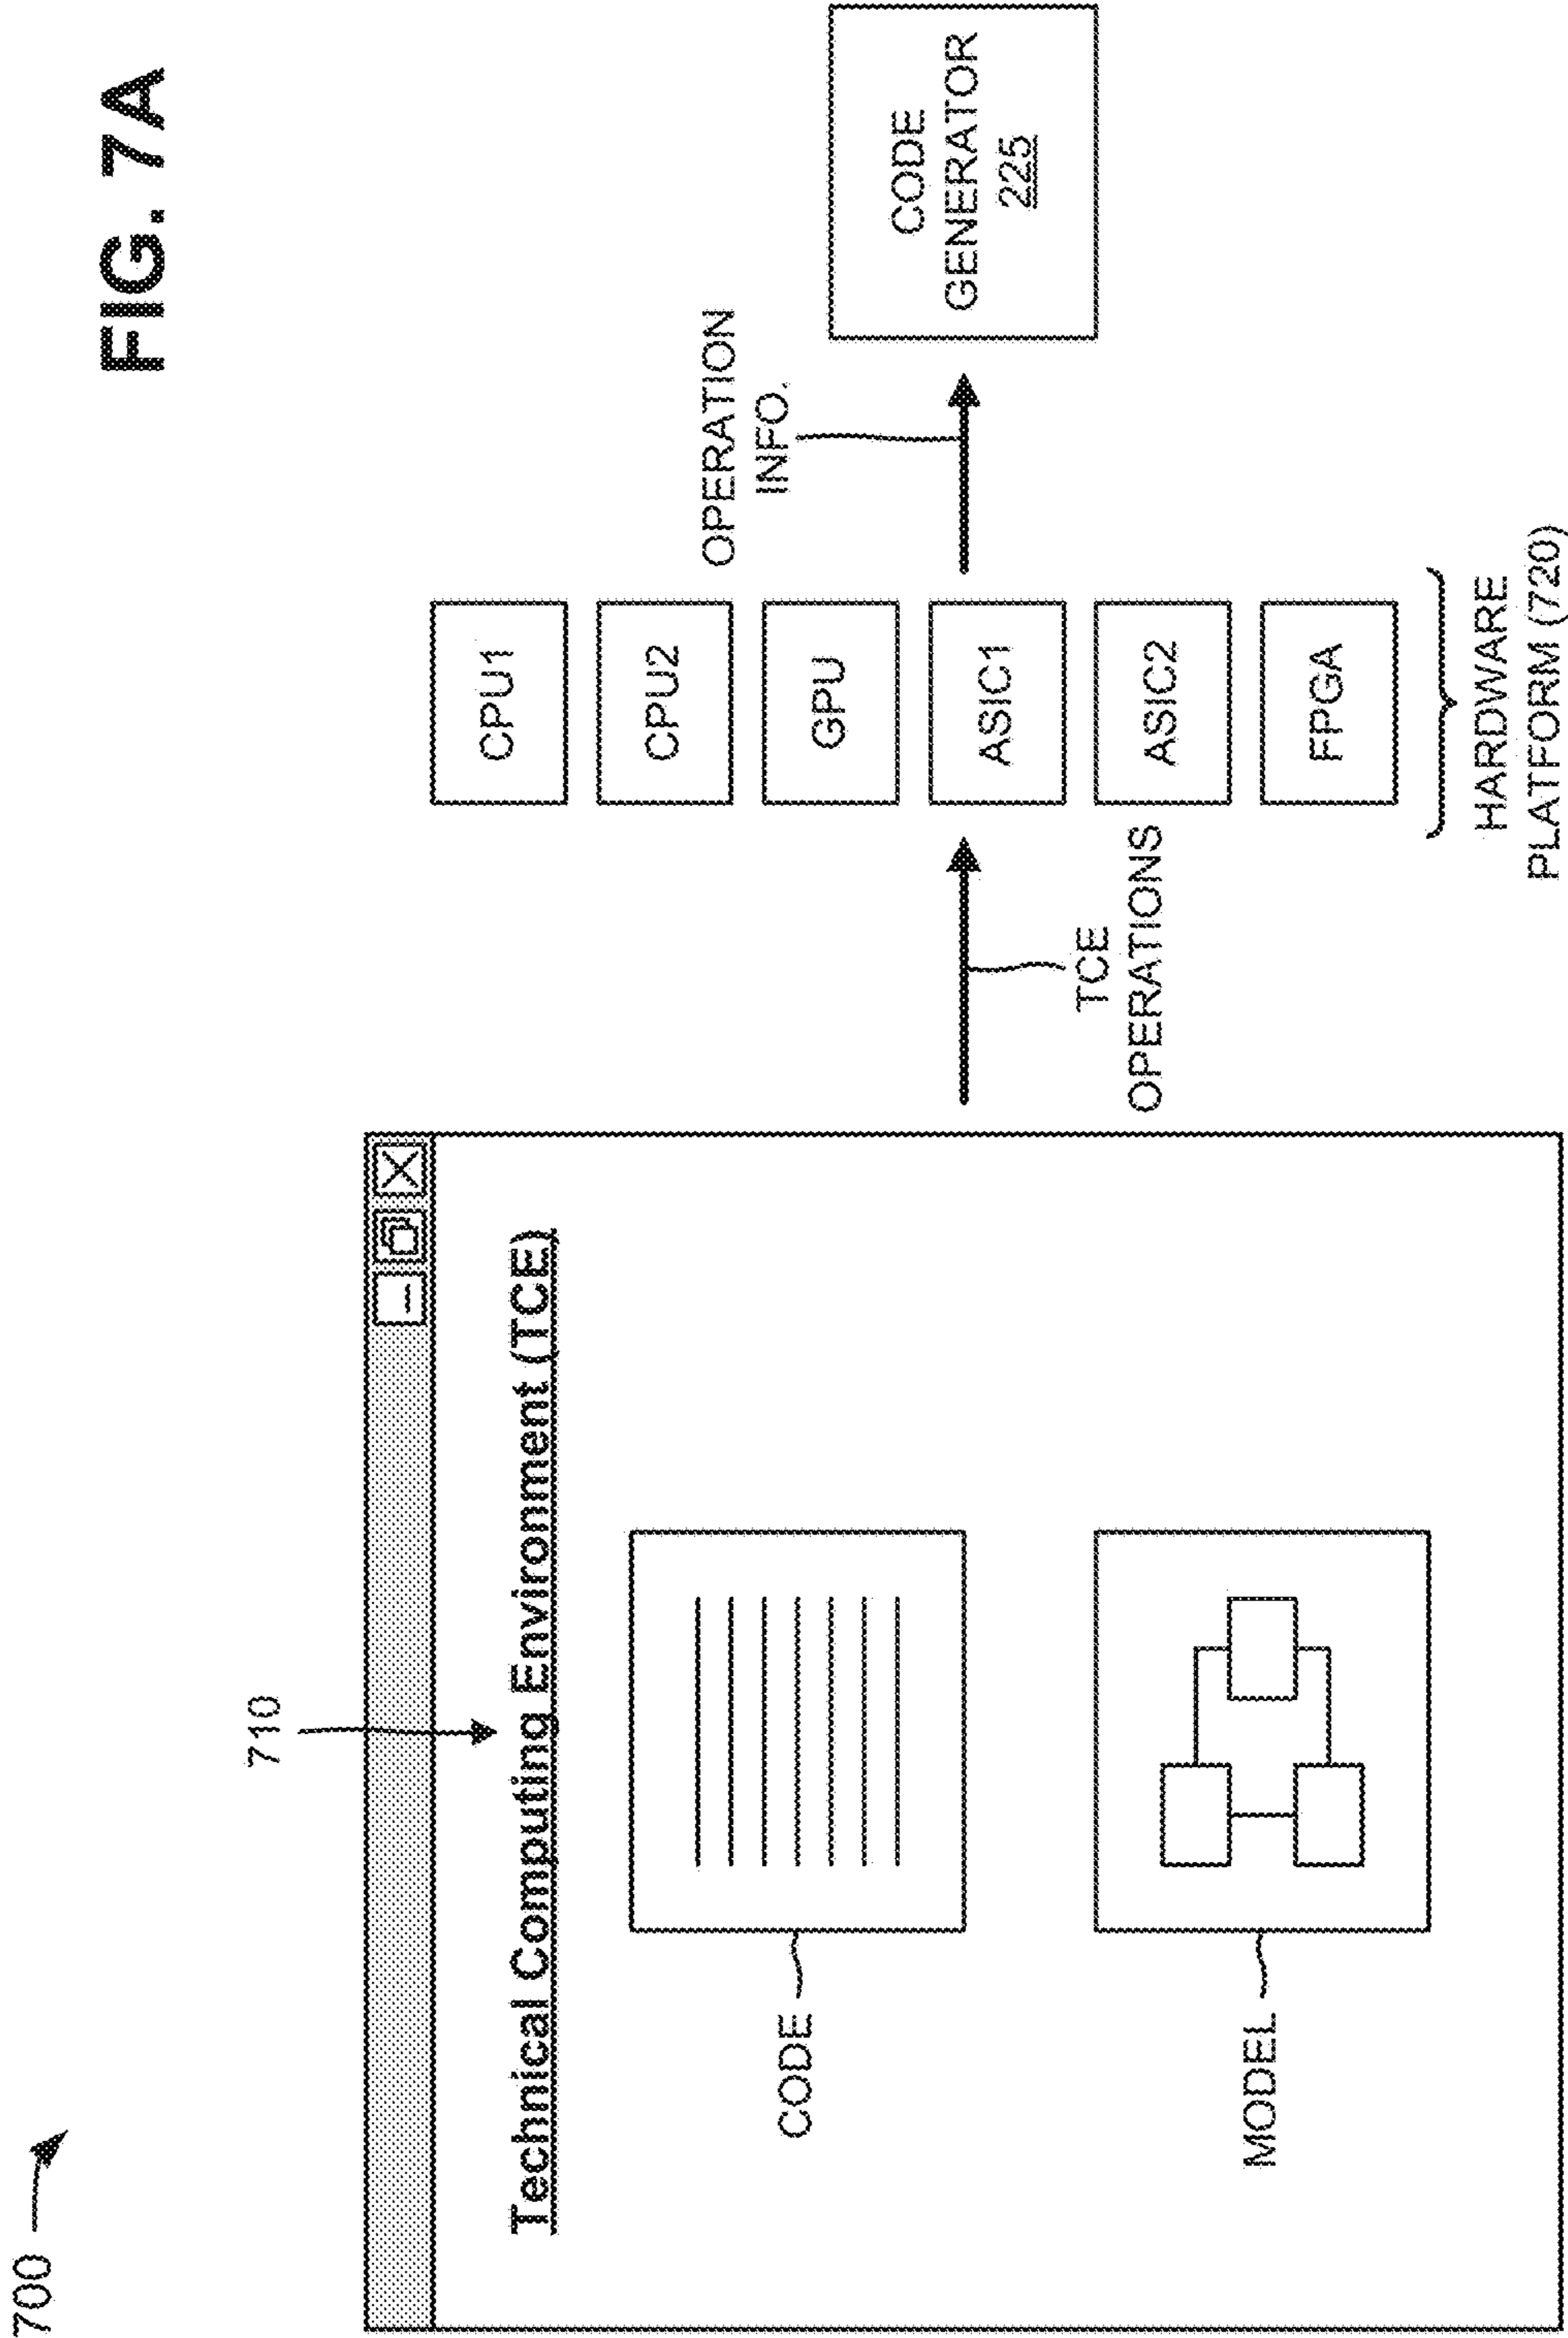 700
FIG. 7A
710
Technical Computing Environment (TCE)
CODE
MODEL
TCE
OPERATIONS
CPU1
CPU2
GPU
ASIC1
ASIC2
FPGA
HARDWARE
PLATFORM (720)
OPERATION
INFO.
CODE
GENERATOR
225